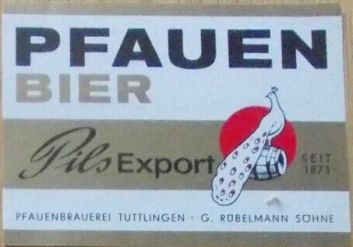 PFAUEN
BIER
Pils Export
SEIT
1871
PFAUENBRAUEREI TUTTLINGEN · G. RÜBELMANN SÖHNE